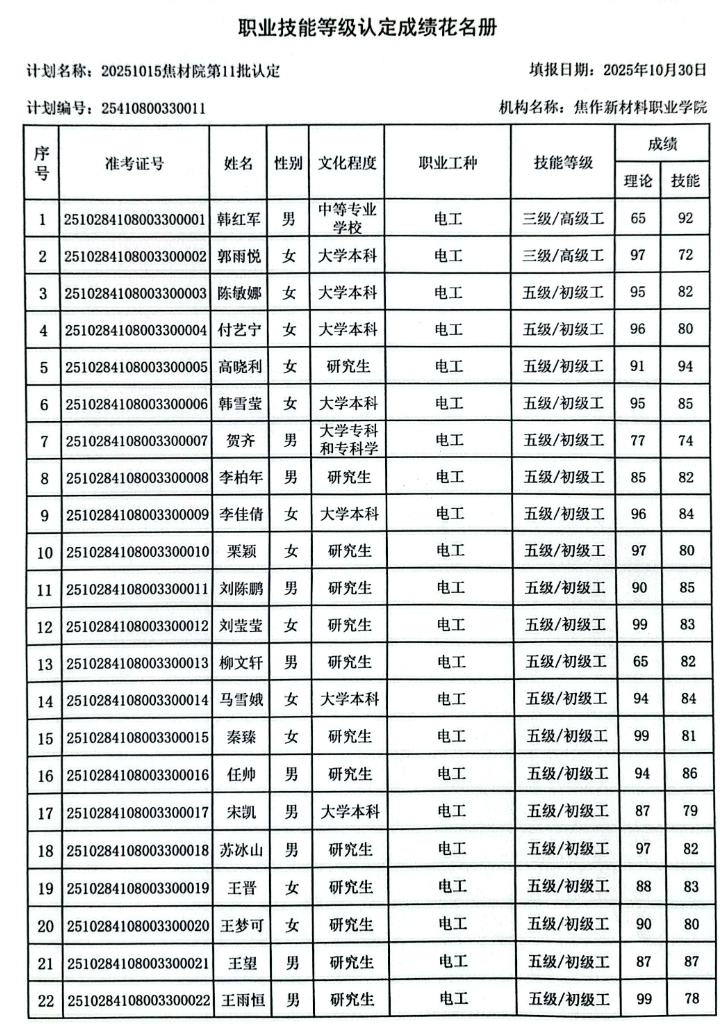 职业技能等级认定成绩花名册
计划名称：20251015焦材院第11批认定 填报日期：2025年10月30日
计划编号：25410800330011 机构名称：焦作新材料职业学院
序号 准考证号 姓名 性别 文化程度 职业工种 技能等级 成绩
理论 技能
1 2510284108003300001 韩红军 男 中等专业学校 电工 三级/高级工 65 92
2 2510284108003300002 郭雨悦 女 大学本科 电工 三级/高级工 97 72
3 2510284108003300003 陈敏娜 女 大学本科 电工 五级/初级工 95 82
4 2510284108003300004 付艺宁 女 大学本科 电工 五级/初级工 96 80
5 2510284108003300005 高晓利 女 研究生 电工 五级/初级工 91 94
6 2510284108003300006 韩雪莹 女 大学本科 电工 五级/初级工 95 85
7 2510284108003300007 贺齐 男 大学专科和专科学 电工 五级/初级工 77 74
8 2510284108003300008 李柏年 男 研究生 电工 五级/初级工 85 82
9 2510284108003300009 李佳倩 女 大学本科 电工 五级/初级工 96 84
10 2510284108003300010 栗颖 女 研究生 电工 五级/初级工 97 80
11 2510284108003300011 刘陈鹏 男 研究生 电工 五级/初级工 90 85
12 2510284108003300012 刘莹莹 女 研究生 电工 五级/初级工 99 83
13 2510284108003300013 柳文轩 男 研究生 电工 五级/初级工 65 82
14 2510284108003300014 马雪娥 女 大学本科 电工 五级/初级工 94 84
15 2510284108003300015 秦臻 女 研究生 电工 五级/初级工 99 81
16 2510284108003300016 任帅 男 研究生 电工 五级/初级工 94 86
17 2510284108003300017 宋凯 男 大学本科 电工 五级/初级工 87 79
18 2510284108003300018 苏冰山 男 研究生 电工 五级/初级工 97 82
19 2510284108003300019 王晋 女 研究生 电工 五级/初级工 88 83
20 2510284108003300020 王梦可 女 研究生 电工 五级/初级工 90 80
21 2510284108003300021 王望 男 研究生 电工 五级/初级工 87 87
22 2510284108003300022 王雨恒 男 研究生 电工 五级/初级工 99 78